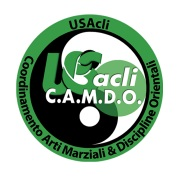 USAcli
US acli
C.A.M.D.O.
Coordinamento Arti Marziali & Discipline Orientali